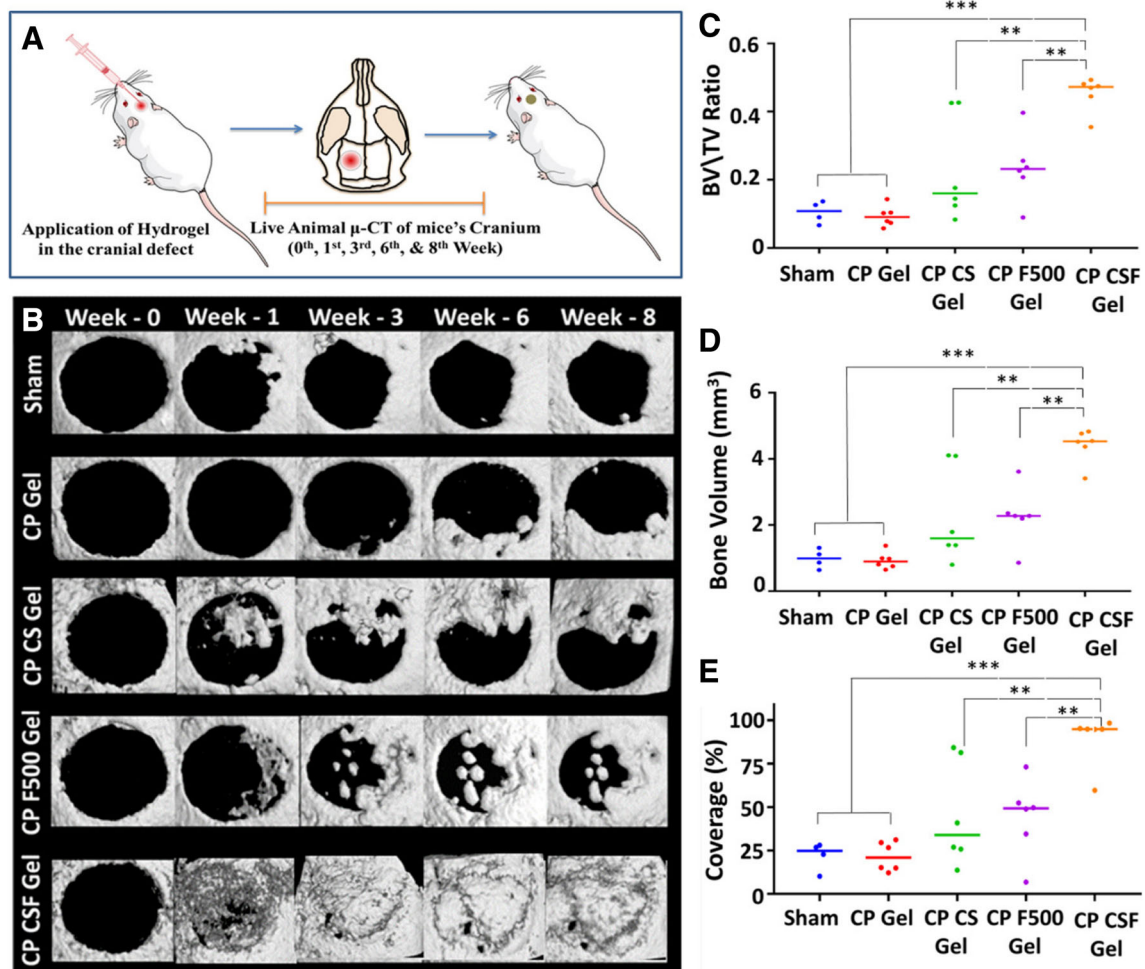 A
Application of Hydrogel
in the cranial defect
Live Animal μ-CT of mice's Cranium
(0th, 1st, 3rd, 6th, & 8th Week)
B
Week - 0 Week - 1 Week - 3 Week - 6 Week - 8
Sham
CP Gel
CP CS Gel
CP F500 Gel
CP CSF Gel
C
***
**
**
BV\TV Ratio
0.6
0.4
0.2
0
Sham CP Gel CP CS CP F500 CP CSF
Gel Gel Gel
D
***
**
**
Bone Volume (mm³)
6
4
2
0
Sham CP Gel CP CS CP F500 CP CSF
Gel Gel Gel
E
***
**
**
Coverage (%)
100
75
50
25
0
Sham CP Gel CP CS CP F500 CP CSF
Gel Gel Gel